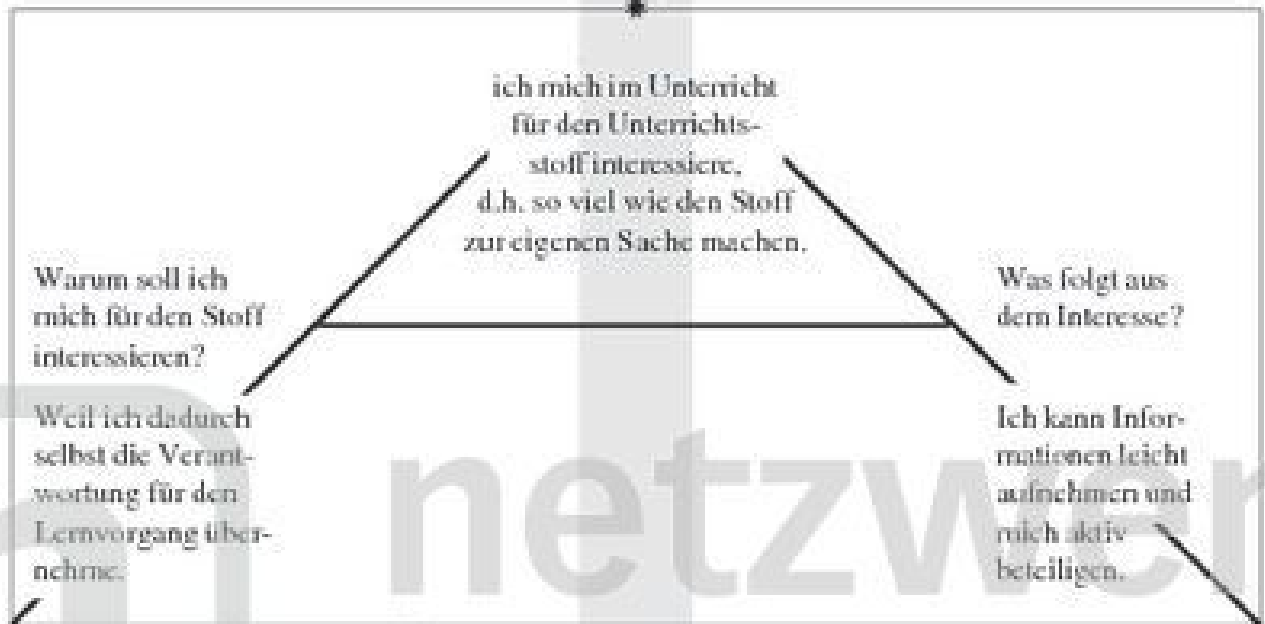 ich mich im Unterricht
für den Unterrichts-
stoff interessiere,
d.h. so viel wie den Stoff
zur eigenen Sache machen.
Warum soll ich
mich für den Stoff
interessieren?
Was folgt aus
dem Interesse?
Weil ich dadurch
selbst die Verant-
wortung für den
Lernvorgang über-
nehme.
Ich kann Infor-
mationen leicht
aufnehmen und
mich aktiv
beteiligen.
netzwer